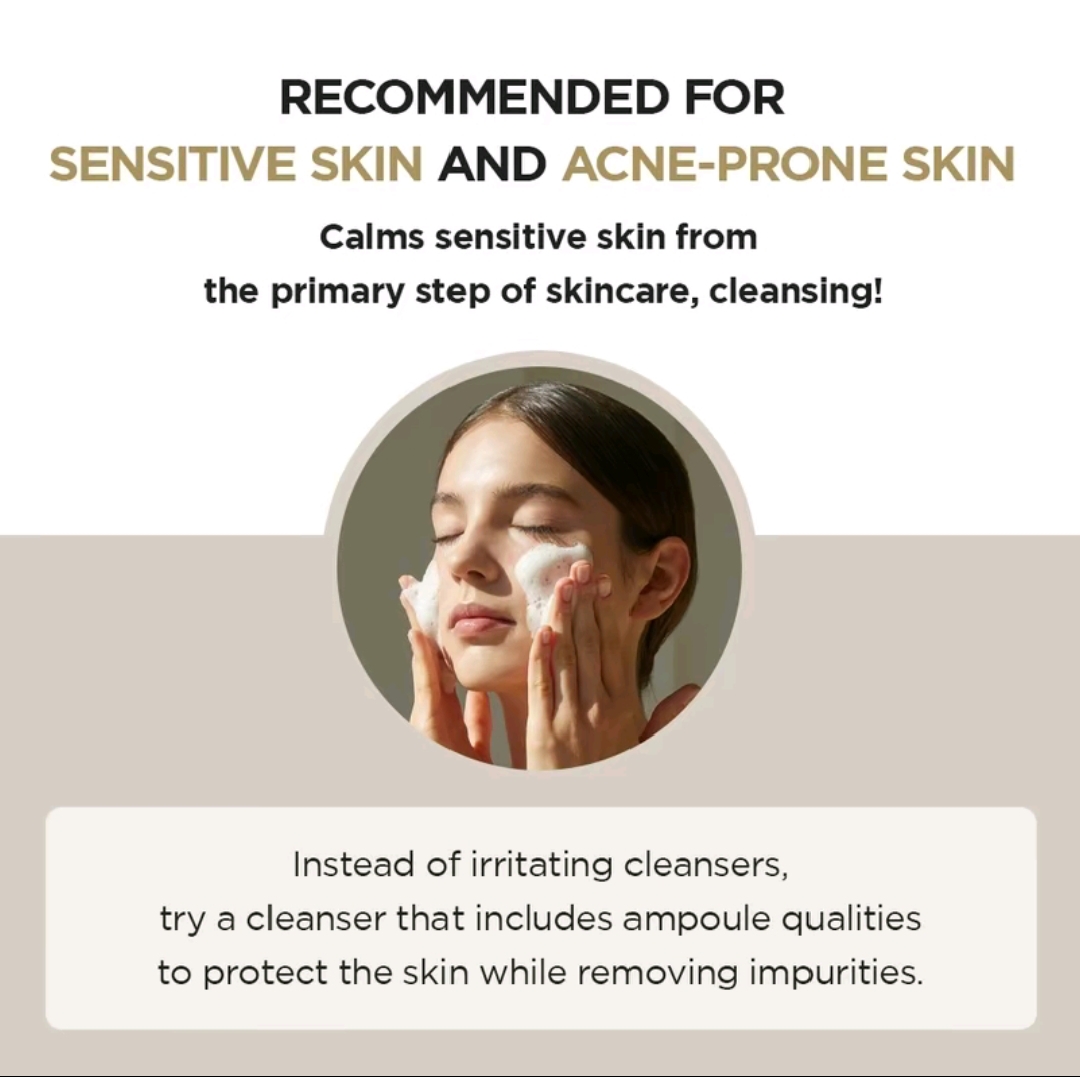 RECOMMENDED FOR
SENSITIVE SKIN AND ACNE-PRONE SKIN
Calms sensitive skin from
the primary step of skincare, cleansing!
Instead of irritating cleansers,
try a cleanser that includes ampoule qualities
to protect the skin while removing impurities.